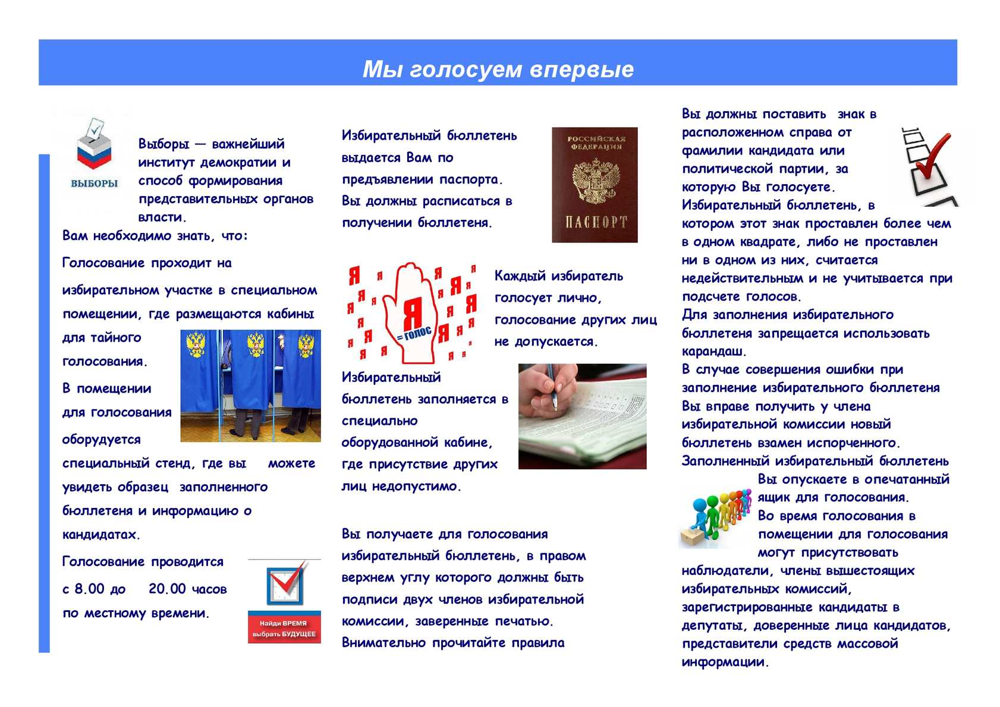 Мы голосуем впервые
ВЫБОРЫ
Выборы — важнейший
институт демократии и
способ формирования
представительных органов
власти.
Вам необходимо знать, что:
Голосование проходит на
избирательном участке в специальном
помещении, где размещаются кабины
для тайного
голосования.
В помещении
для голосования
оборудуется
специальный стенд, где вы можете
увидеть образец заполненного
бюллетеня и информацию о
кандидатах.
Голосование проводится
с 8.00 до 20.00 часов
по местному времени.
Найди ВРЕМЯ
выбрать БУДУЩЕЕ
Избирательный бюллетень
выдается Вам по
предъявлении паспорта.
Вы должны расписаться в
получении бюллетеня.
РОССИЙСКАЯ
ФЕДЕРАЦИЯ
ПАСПОРТ
Я Я Я Я Я Я Я Я Я Я Я Я Я Я Я Я Я Я Я Я Я Я Я
Я
= ГОЛОС
Каждый избиратель
голосует лично,
голосование других лиц
не допускается.
Избирательный
бюллетень заполняется в
специально
оборудованной кабине,
где присутствие других
лиц недопустимо.
Вы получаете для голосования
избирательный бюллетень, в правом
верхнем углу которого должны быть
подписи двух членов избирательной
комиссии, заверенные печатью.
Внимательно прочитайте правила
Вы должны поставить знак в
расположенном справа от
фамилии кандидата или
политической партии, за
которую Вы голосуете.
Избирательный бюллетень, в
котором этот знак проставлен более чем
в одном квадрате, либо не проставлен
ни в одном из них, считается
недействительным и не учитывается при
подсчете голосов.
Для заполнения избирательного
бюллетеня запрещается использовать
карандаш.
В случае совершения ошибки при
заполнение избирательного бюллетеня
Вы вправе получить у члена
избирательной комиссии новый
бюллетень взамен испорченного.
Заполненный избирательный бюллетень
Вы опускаете в опечатанный
ящик для голосования.
Во время голосования в
помещении для голосования
могут присутствовать
наблюдатели, члены вышестоящих
избирательных комиссий,
зарегистрированные кандидаты в
депутаты, доверенные лица кандидатов,
представители средств массовой
информации.